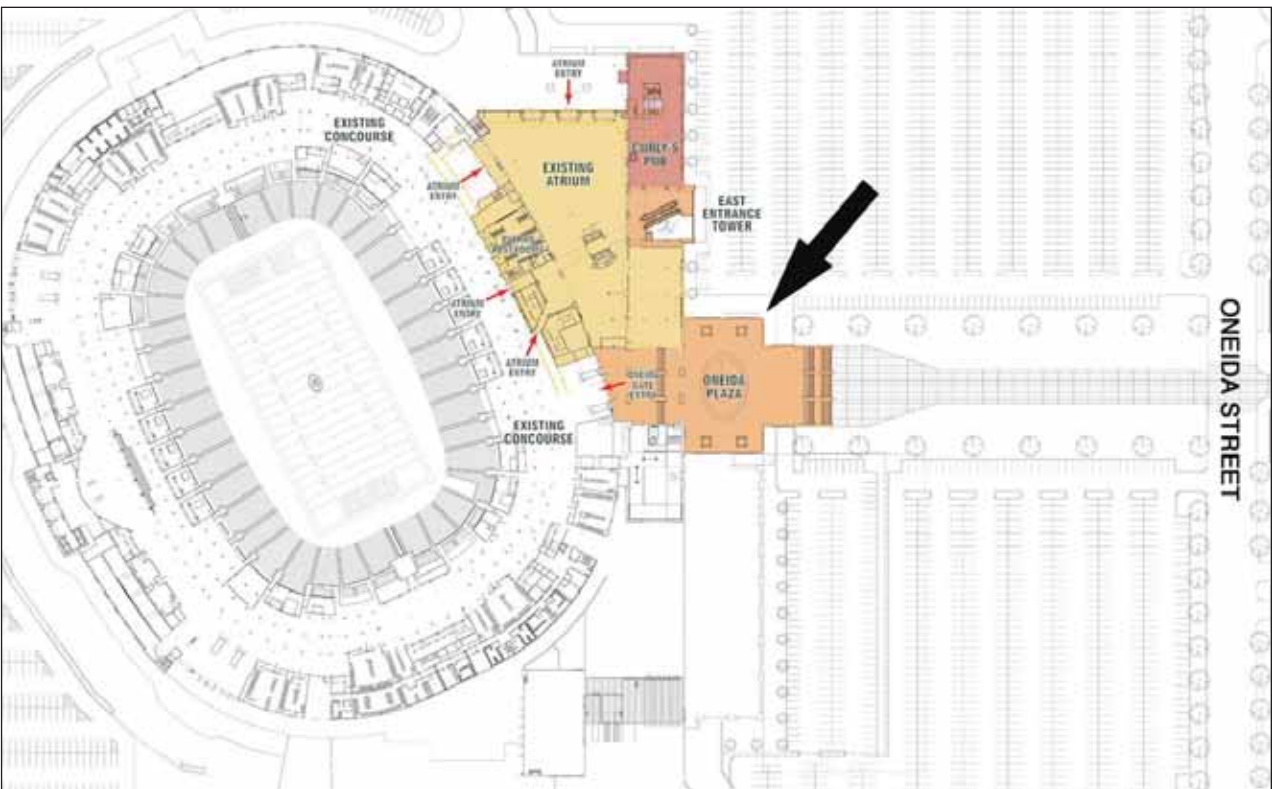 ATRIUM
ENTRY
EXISTING
CONCOURSE
CURLY'S
PUB
EXISTING
ATRIUM
ATRIUM
ENTRY
EAST
ENTRANCE
TOWER
ATRIUM
ENTRY
ATRIUM
ENTRY
ONEIDA
GATE
(ENTRY)
ONEIDA
PLAZA
EXISTING
CONCOURSE
ONEIDA STREET